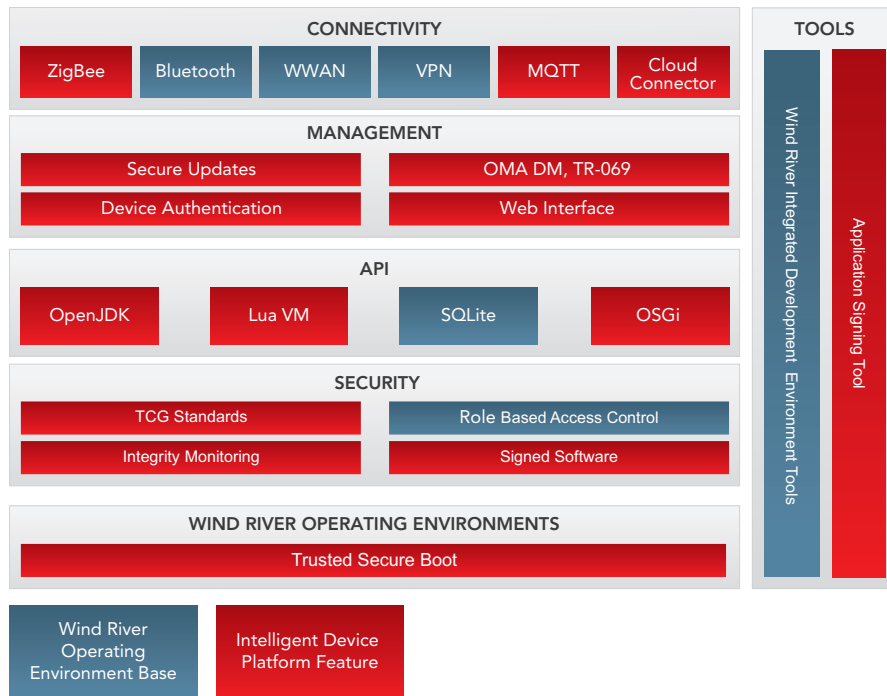 CONNECTIVITY
ZigBee
Bluetooth
WWAN
VPN
MQTT
Cloud
Connector
MANAGEMENT
Secure Updates
OMA DM, TR-069
Device Authentication
Web Interface
API
OpenJDK
Lua VM
SQLite
OSGi
SECURITY
TCG Standards
Role Based Access Control
Integrity Monitoring
Signed Software
WIND RIVER OPERATING ENVIRONMENTS
Trusted Secure Boot
TOOLS
Wind River Integrated Development Environment Tools
Application Signing Tool
Wind River
Operating
Environment Base
Intelligent Device
Platform Feature